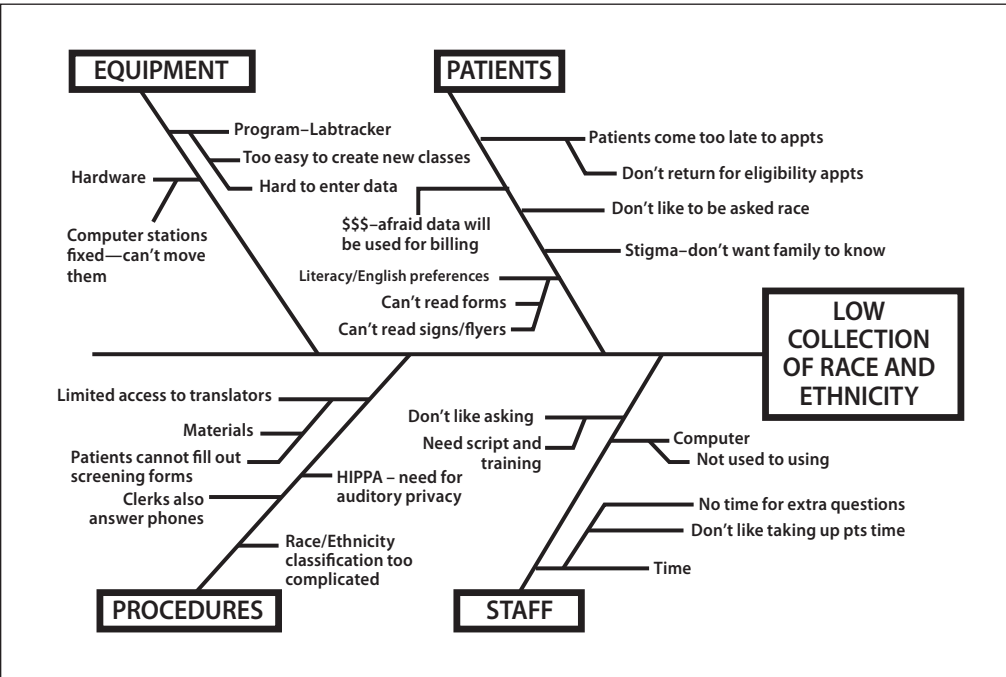 EQUIPMENT
PATIENTS
Program–Labtracker
Too easy to create new classes
Hard to enter data
Hardware
Computer stations
fixed—can't move
them
Patients come too late to appts
Don't return for eligibility appts
$$$–afraid data will
be used for billing
Don't like to be asked race
Stigma–don't want family to know
Literacy/English preferences
Can't read forms
Can't read signs/flyers
LOW
COLLECTION
OF RACE AND
ETHNICITY
Limited access to translators
Materials
Patients cannot fill out
screening forms
Clerks also
answer phones
HIPPA – need for
auditory privacy
Race/Ethnicity
classification too
complicated
Don't like asking
Need script and
training
Computer
Not used to using
No time for extra questions
Don't like taking up pts time
Time
PROCEDURES
STAFF